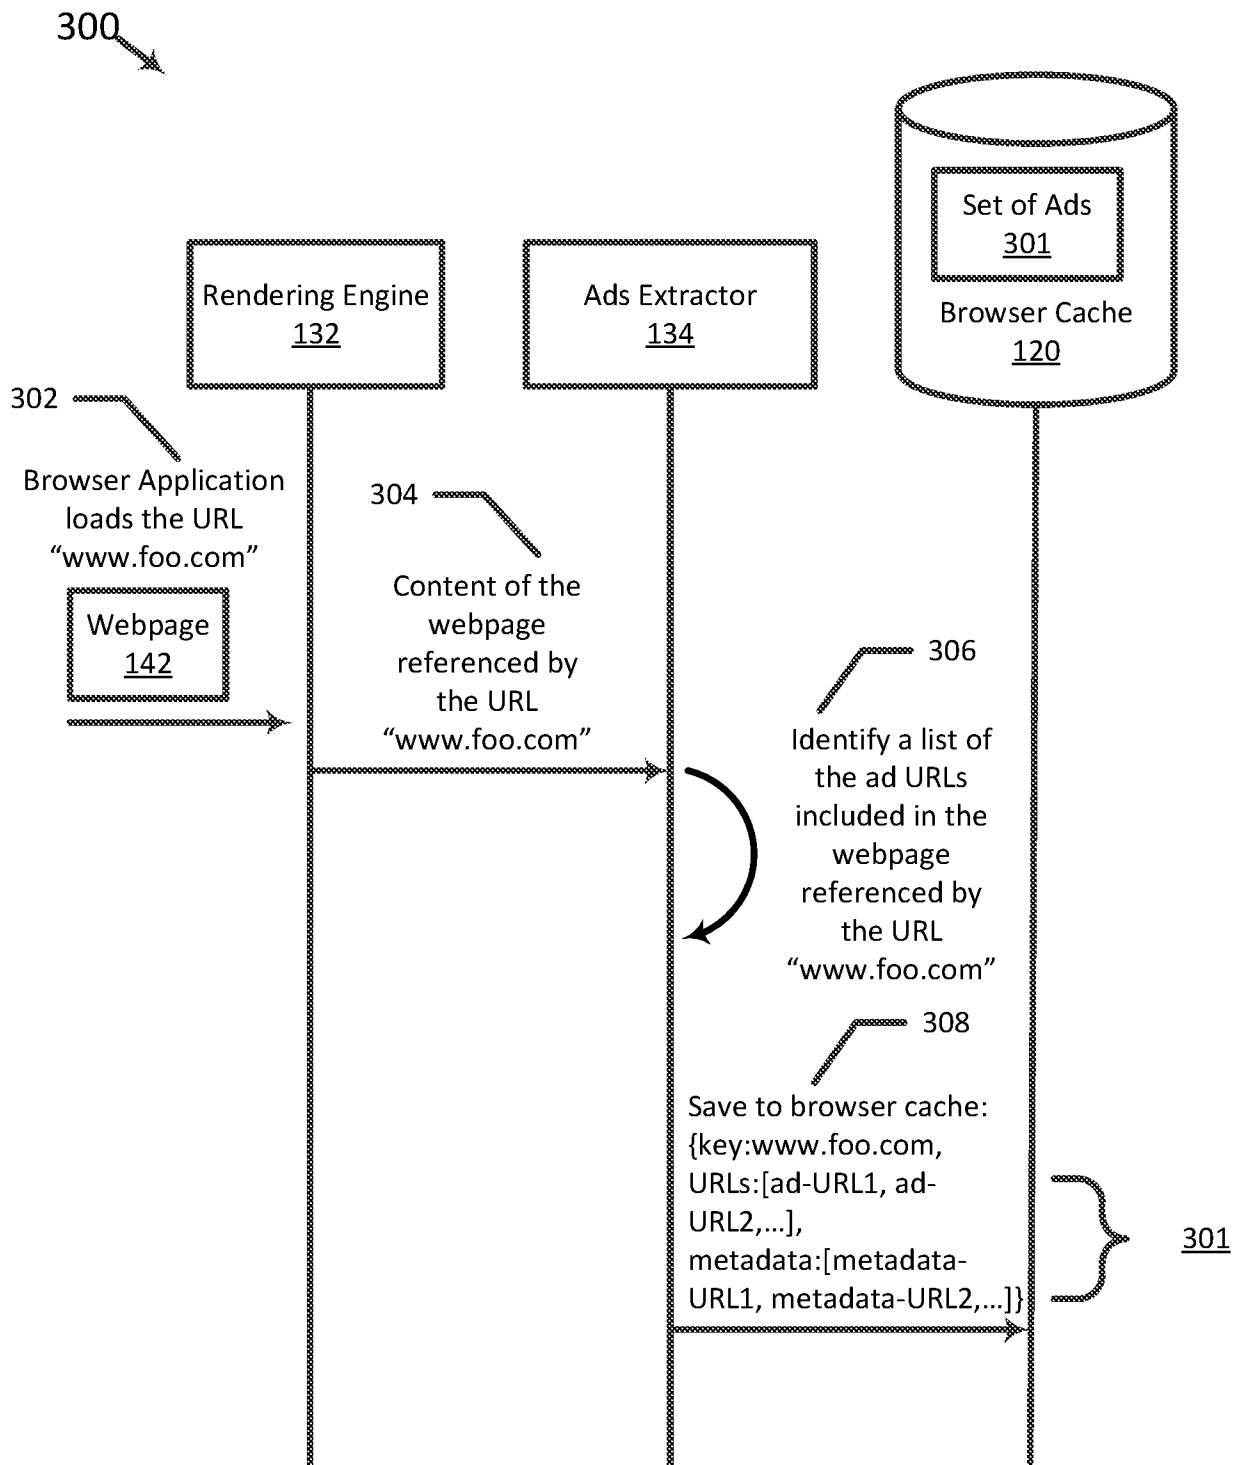 300
Set of Ads
301
Browser Cache
120
Rendering Engine
132
Ads Extractor
134
302
Browser Application
loads the URL
“www.foo.com”
Webpage
142
304
Content of the
webpage
referenced by
the URL
“www.foo.com”
306
Identify a list of
the ad URLs
included in the
webpage
referenced by
the URL
“www.foo.com”
308
Save to browser cache:
{key:www.foo.com,
URLs:[ad-URL1, ad-
URL2,...],
metadata:[metadata-
URL1, metadata-URL2,...]}
301